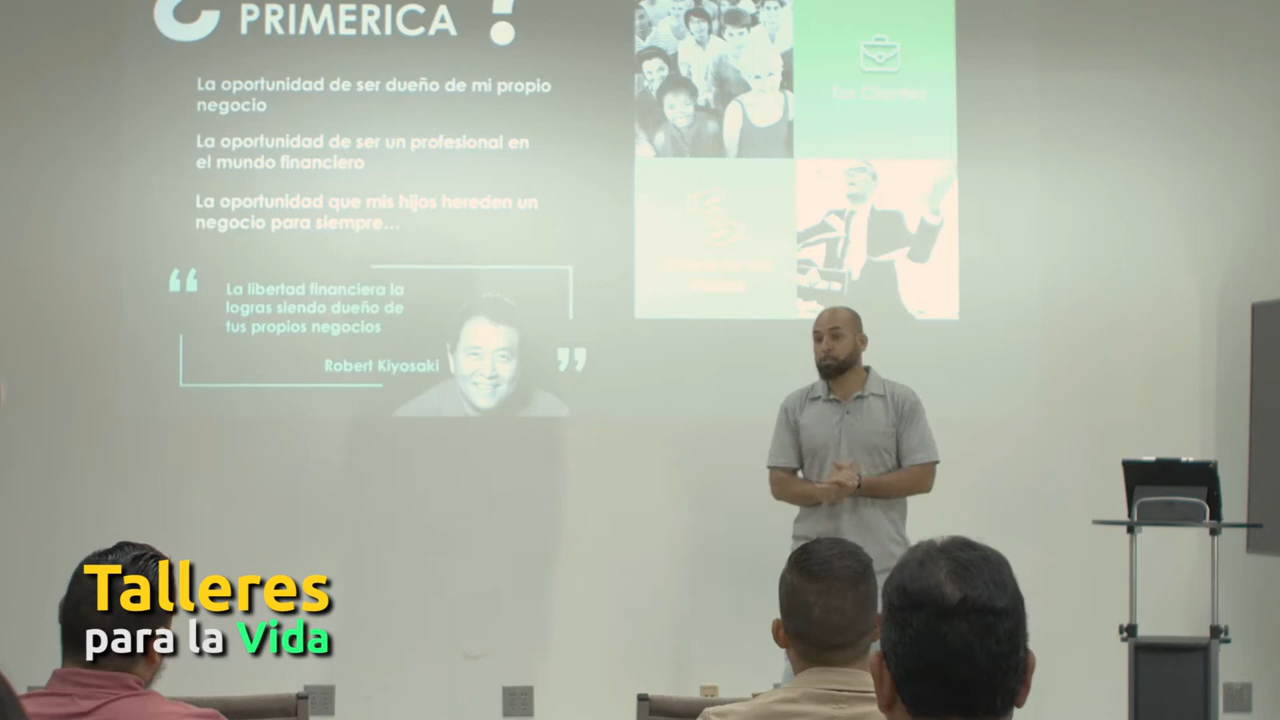 ¿ PRIMERICA ?
La oportunidad de ser dueño de mi propio
negocio
La oportunidad de ser un profesional en
el mundo financiero
La oportunidad que mis hijos hereden un
negocio para siempre...
“ La libertad financiera la
logras siendo dueño de
tus propios negocios
Robert Kiyosaki ”
Talleres
para la Vida